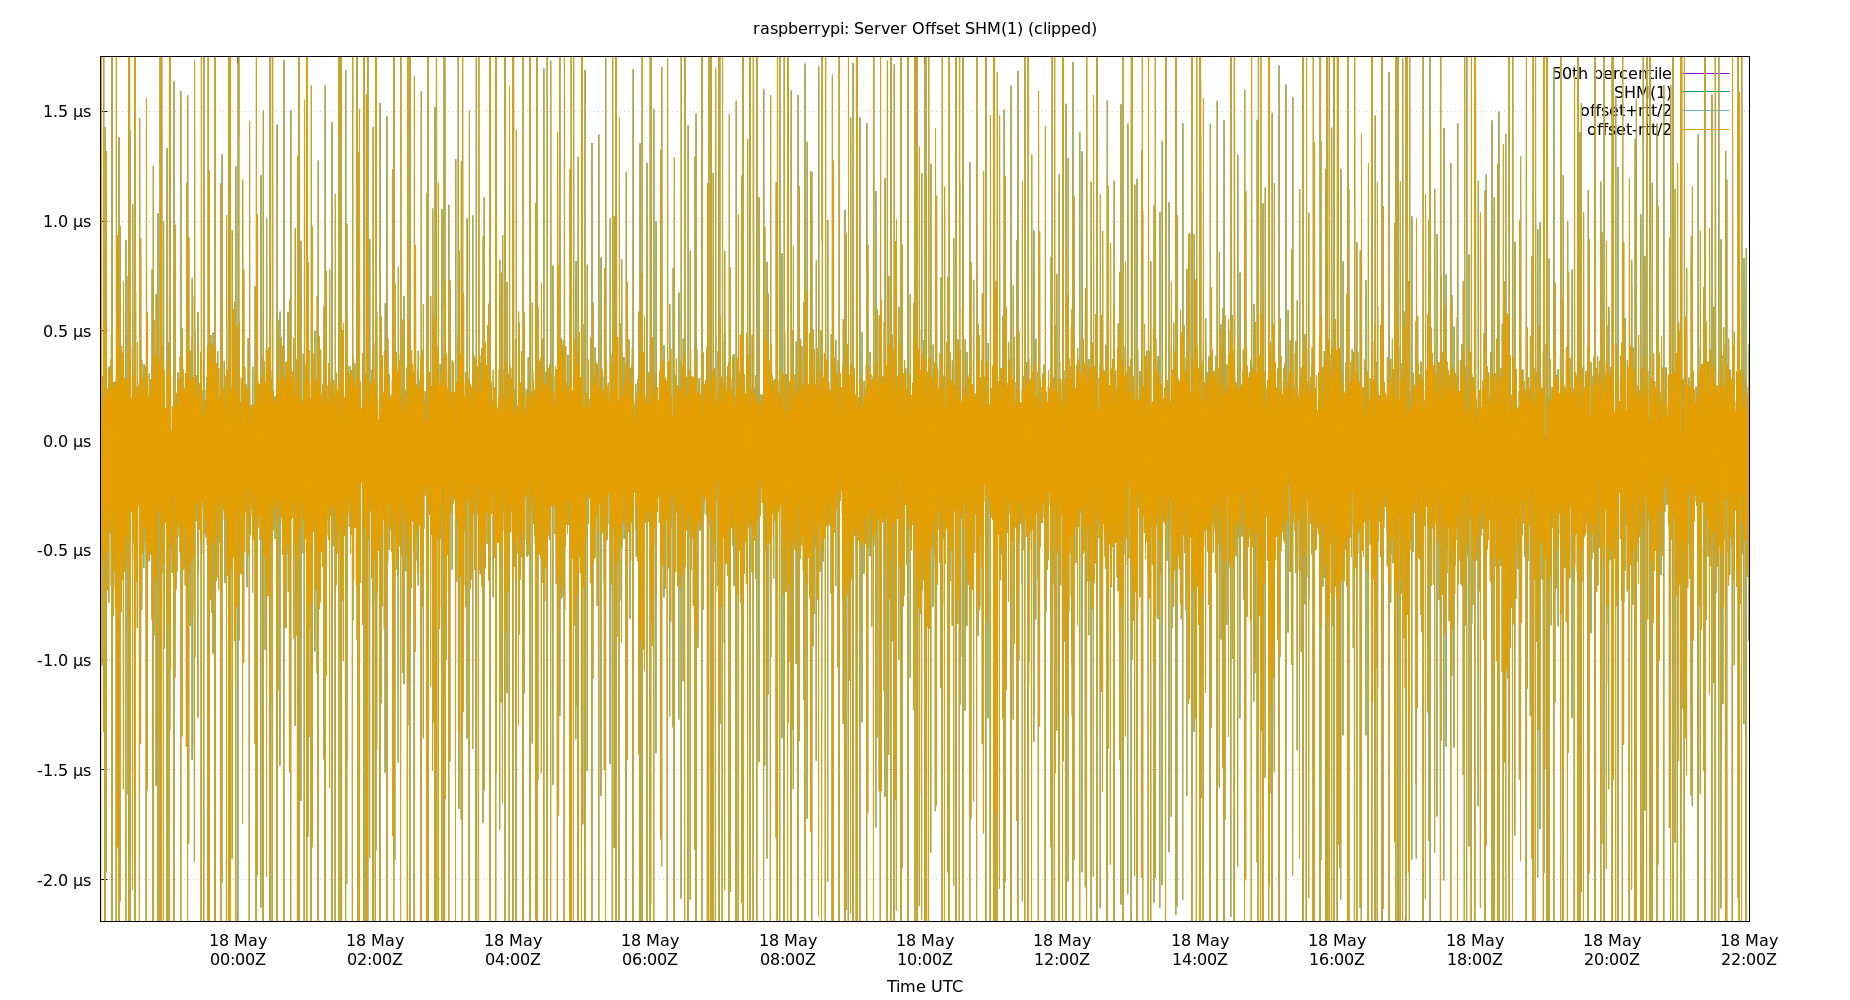 raspberrypi: Server Offset SHM(1) (clipped)
50th percentile
SHM(1)
offset+rtt/2
offset-rtt/2
1.5 µs
1.0 µs
0.5 µs
0.0 µs
-0.5 µs
-1.0 µs
-1.5 µs
-2.0 µs
18 May 18 May 18 May 18 May 18 May 18 May 18 May 18 May 18 May 18 May 18 May 18 May
00:00Z 02:00Z 04:00Z 06:00Z 08:00Z 10:00Z 12:00Z 14:00Z 16:00Z 18:00Z 20:00Z 22:00Z
Time UTC